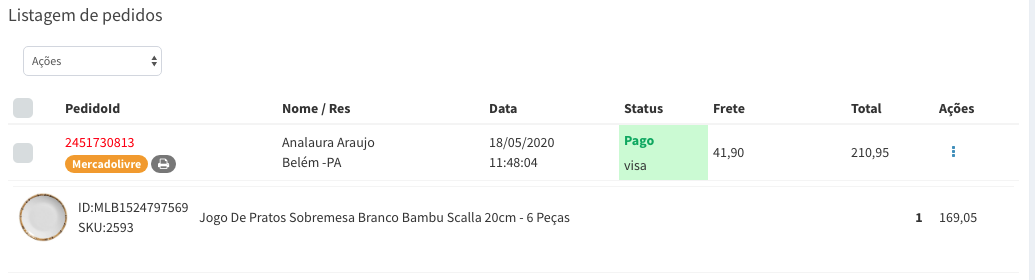 Listagem de pedidos
Ações
PedidoId Nome / Res Data Status Frete Total Ações
2451730813 Analaura Araujo 18/05/2020 Pago 41,90 210,95
Mercadolivre Belém -PA 11:48:04 visa
ID:MLB1524797569 Jogo De Pratos Sobremesa Branco Bambu Scalla 20cm - 6 Peças 1 169,05
SKU:2593